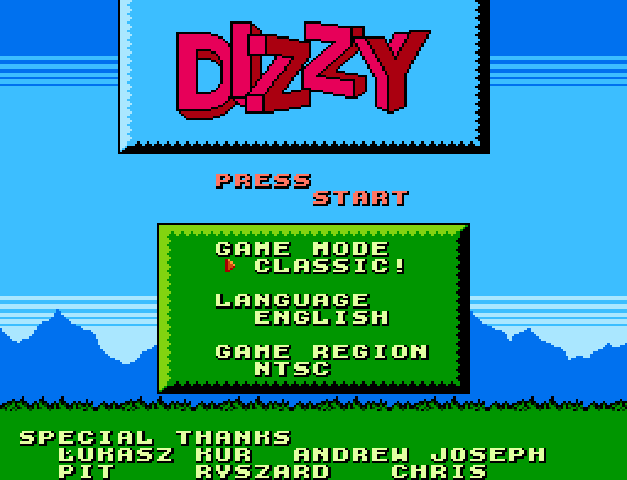 DIZZY
PRESS
START
GAME MODE
CLASSIC!
LANGUAGE
ENGLISH
GAME REGION
NTSC
SPECIAL THANKS
ŁUKASZ KUR ANDREW JOSEPH
PIT RYSZARD CHRIS